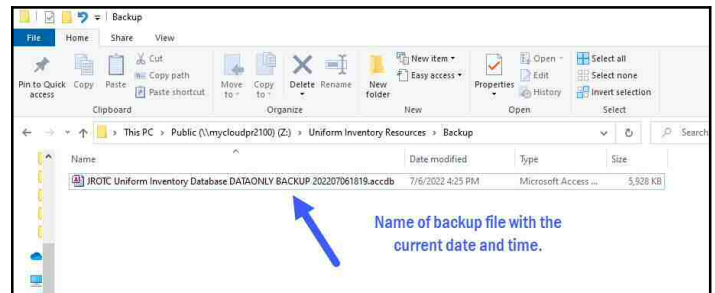 Backup
File Home Share View
Pin to Quick access
Copy
Paste
Cut
Copy path
Paste shortcut
Clipboard
Move to
Copy to
Delete
Rename
Organize
New folder
New item
Easy access
New
Properties
Open
Edit
History
Open
Select all
Select none
Invert selection
Select
This PC > Public (\\mycloudpr2100) (Z:) > Uniform Inventory Resources > Backup
Search
Name Date modified Type Size
JROTC Uniform Inventory Database DATAONLY BACKUP 202207061819.accdb 7/6/2022 4:25 PM Microsoft Access ... 5,928 KB
Name of backup file with the
current date and time.